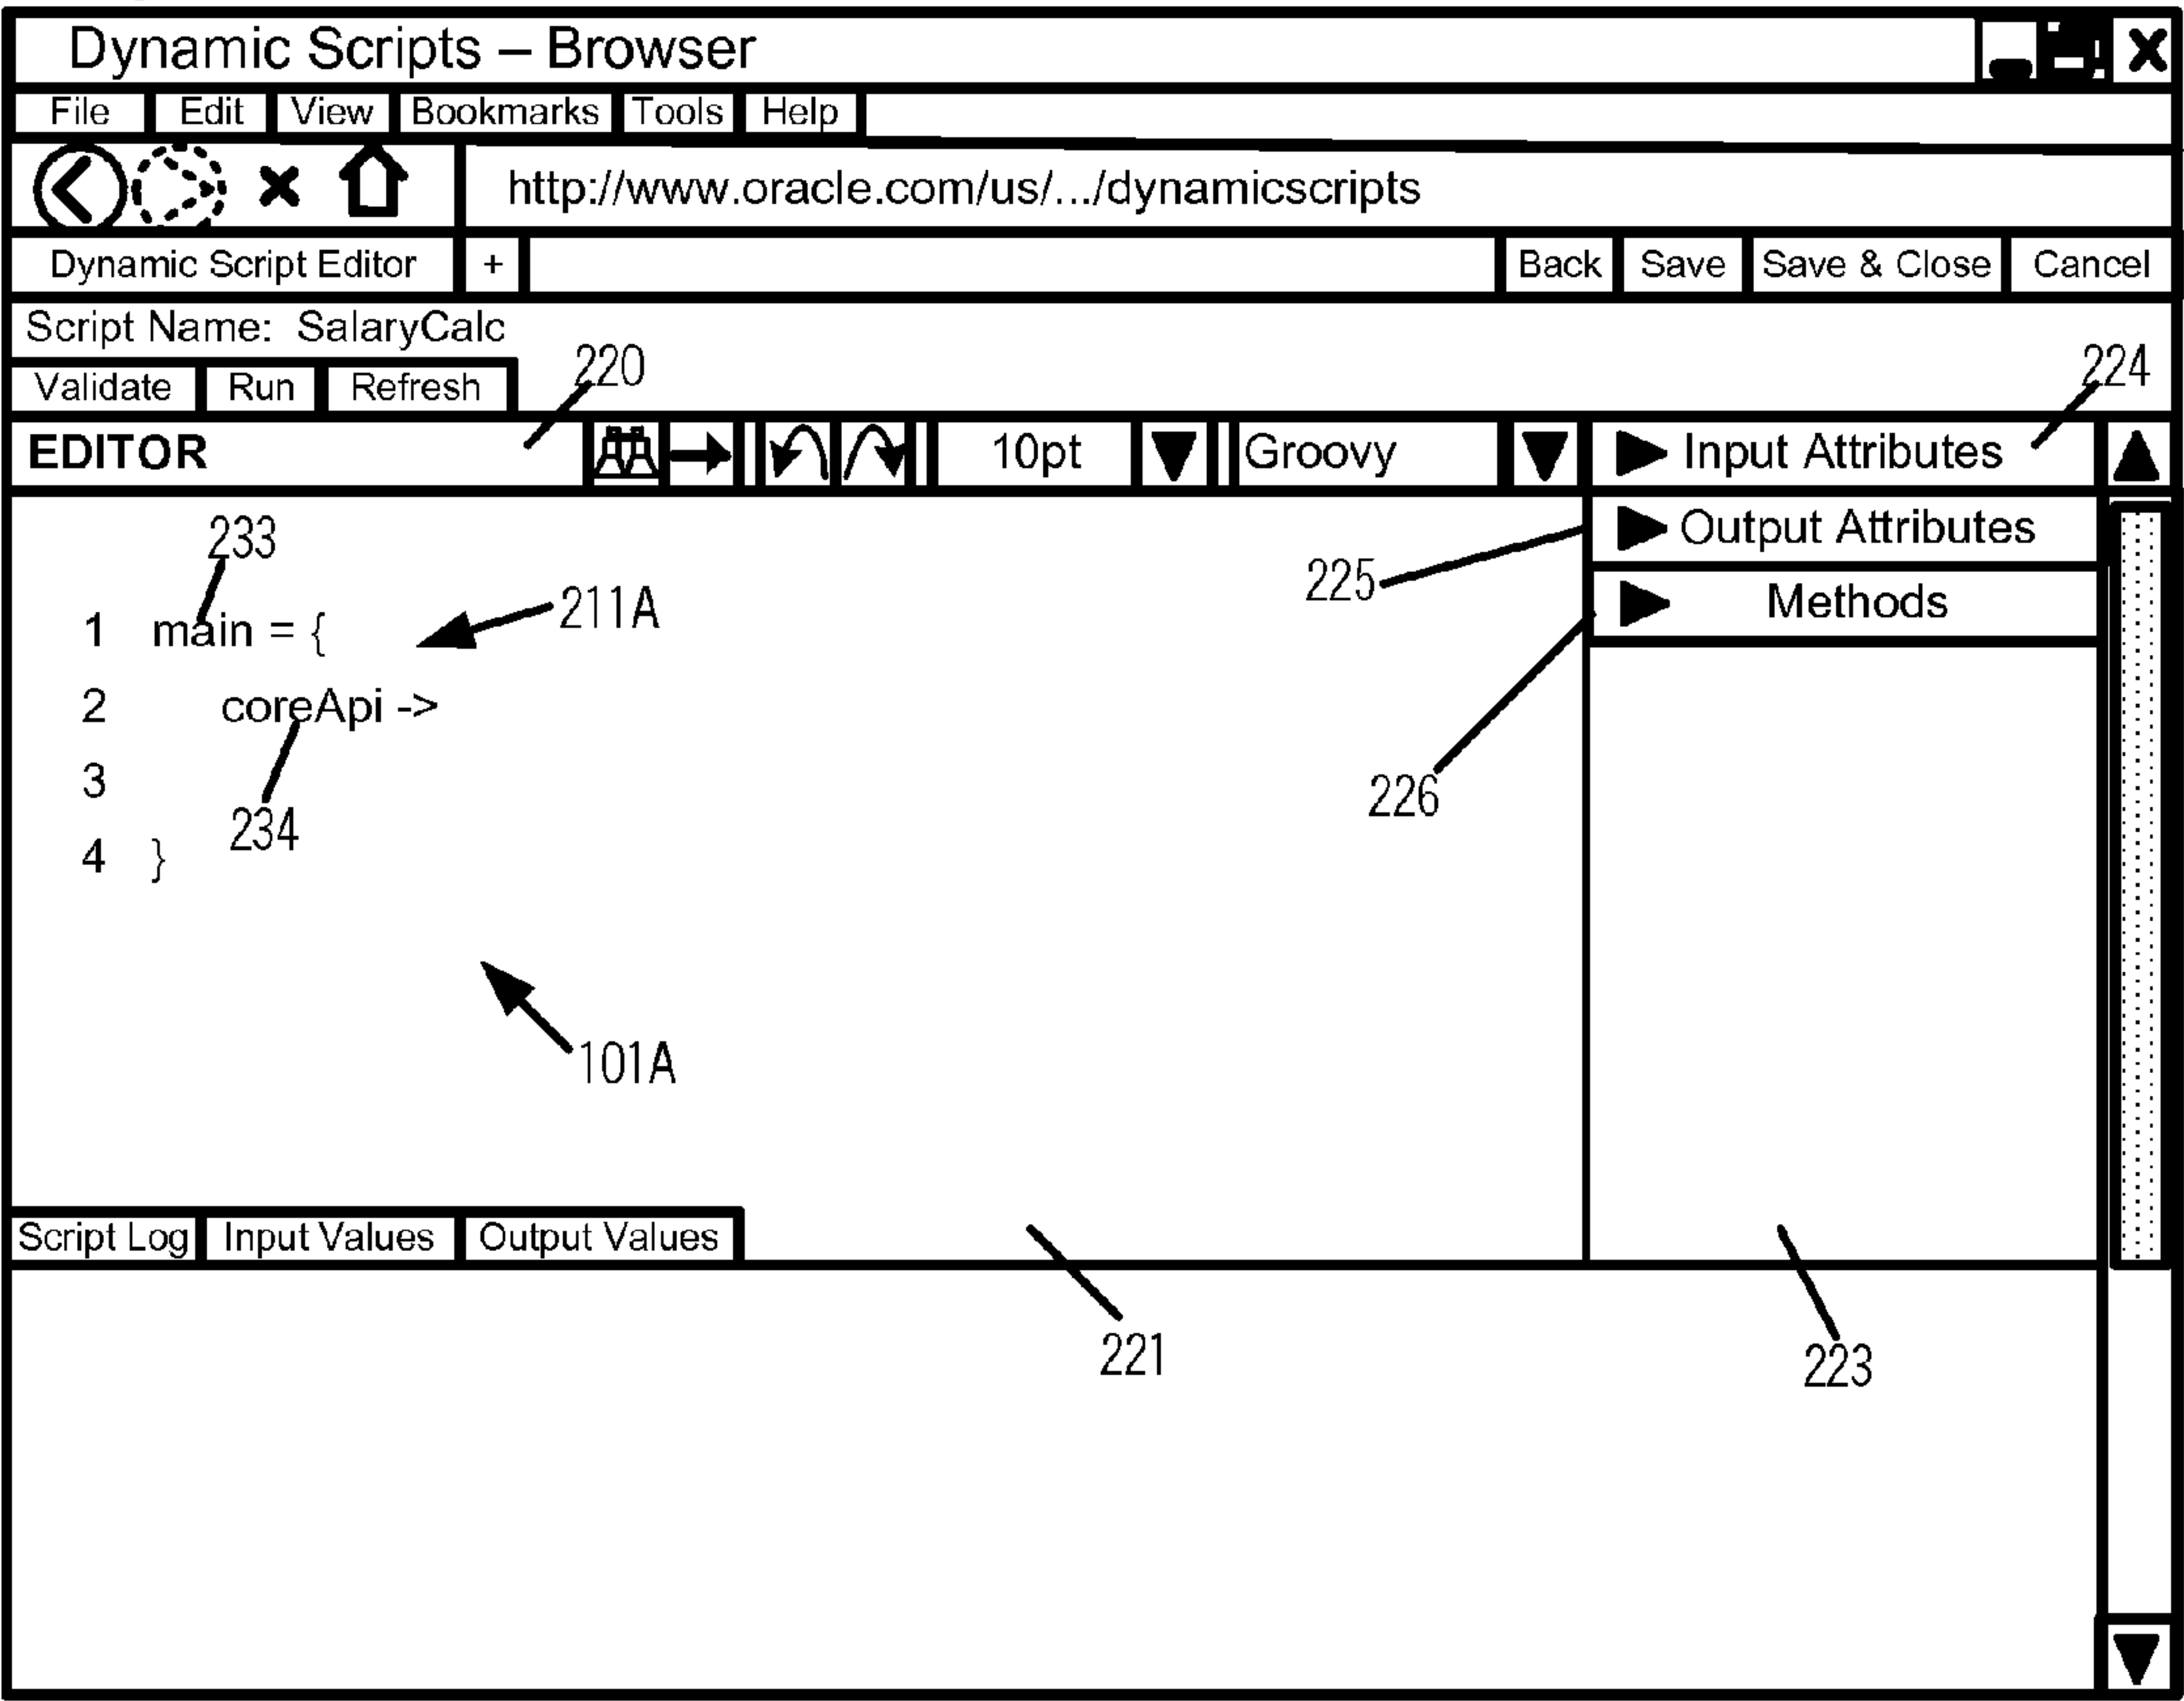 Dynamic Scripts – Browser
File Edit View Bookmarks Tools Help
http://www.oracle.com/us/.../dynamicscripts
Dynamic Script Editor + Back Save Save & Close Cancel
Script Name: SalaryCalc
220 224
Validate Run Refresh
EDITOR 10pt Groovy Input Attributes
233 Output Attributes
225
211A Methods
1 main = {
2 coreApi ->
3
226
234
4 }
101A
Script Log Input Values Output Values
221 223